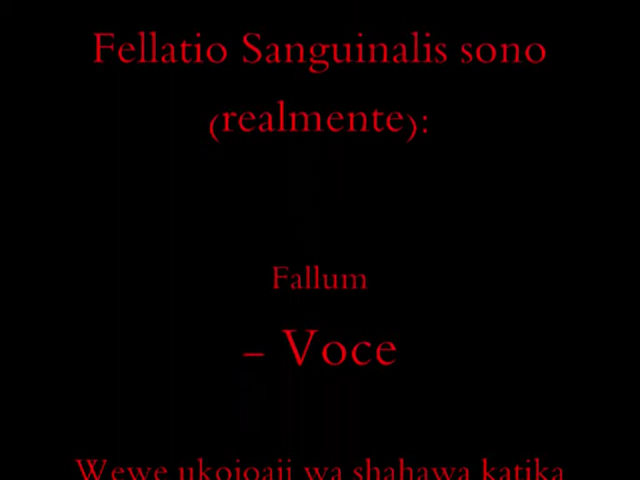 Fellatio Sanguinalis sono
(realmente):
Fallum
- Voce
Wewe ukojoaji wa shahawa katika